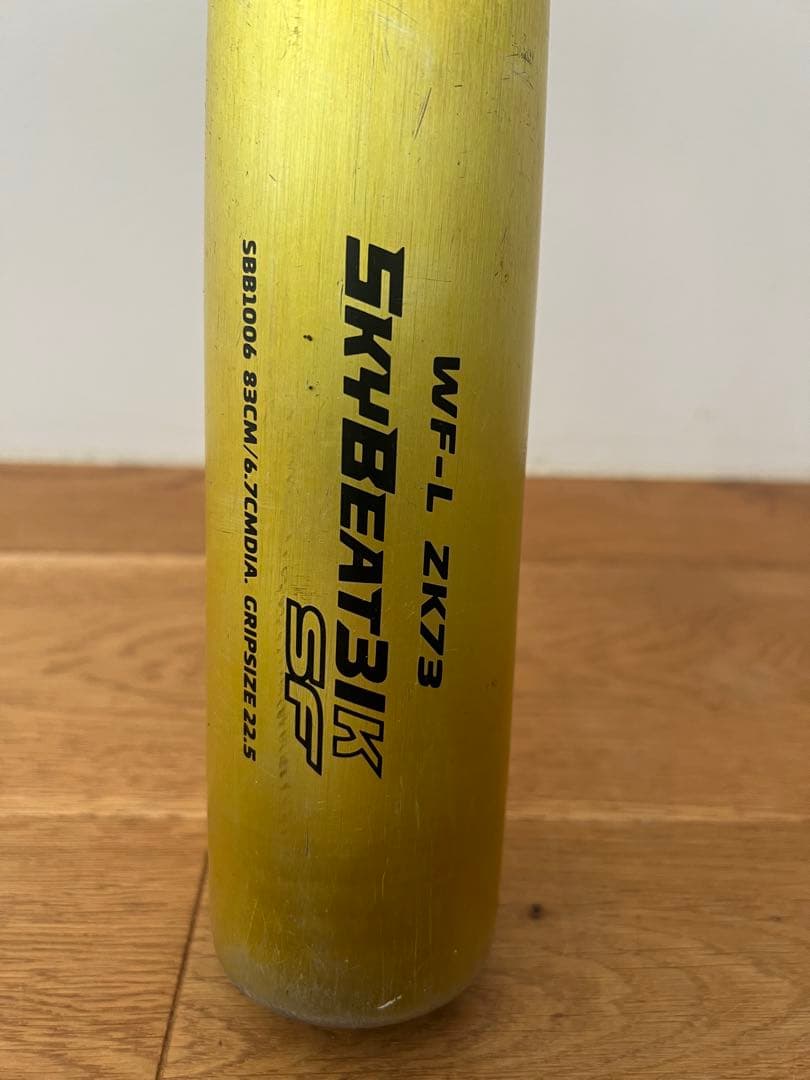 WF-L ZK73
SKYBEAT31K
SF
SBB1006 83CM/6.7CMDIA. GRIPSIZE 22.5